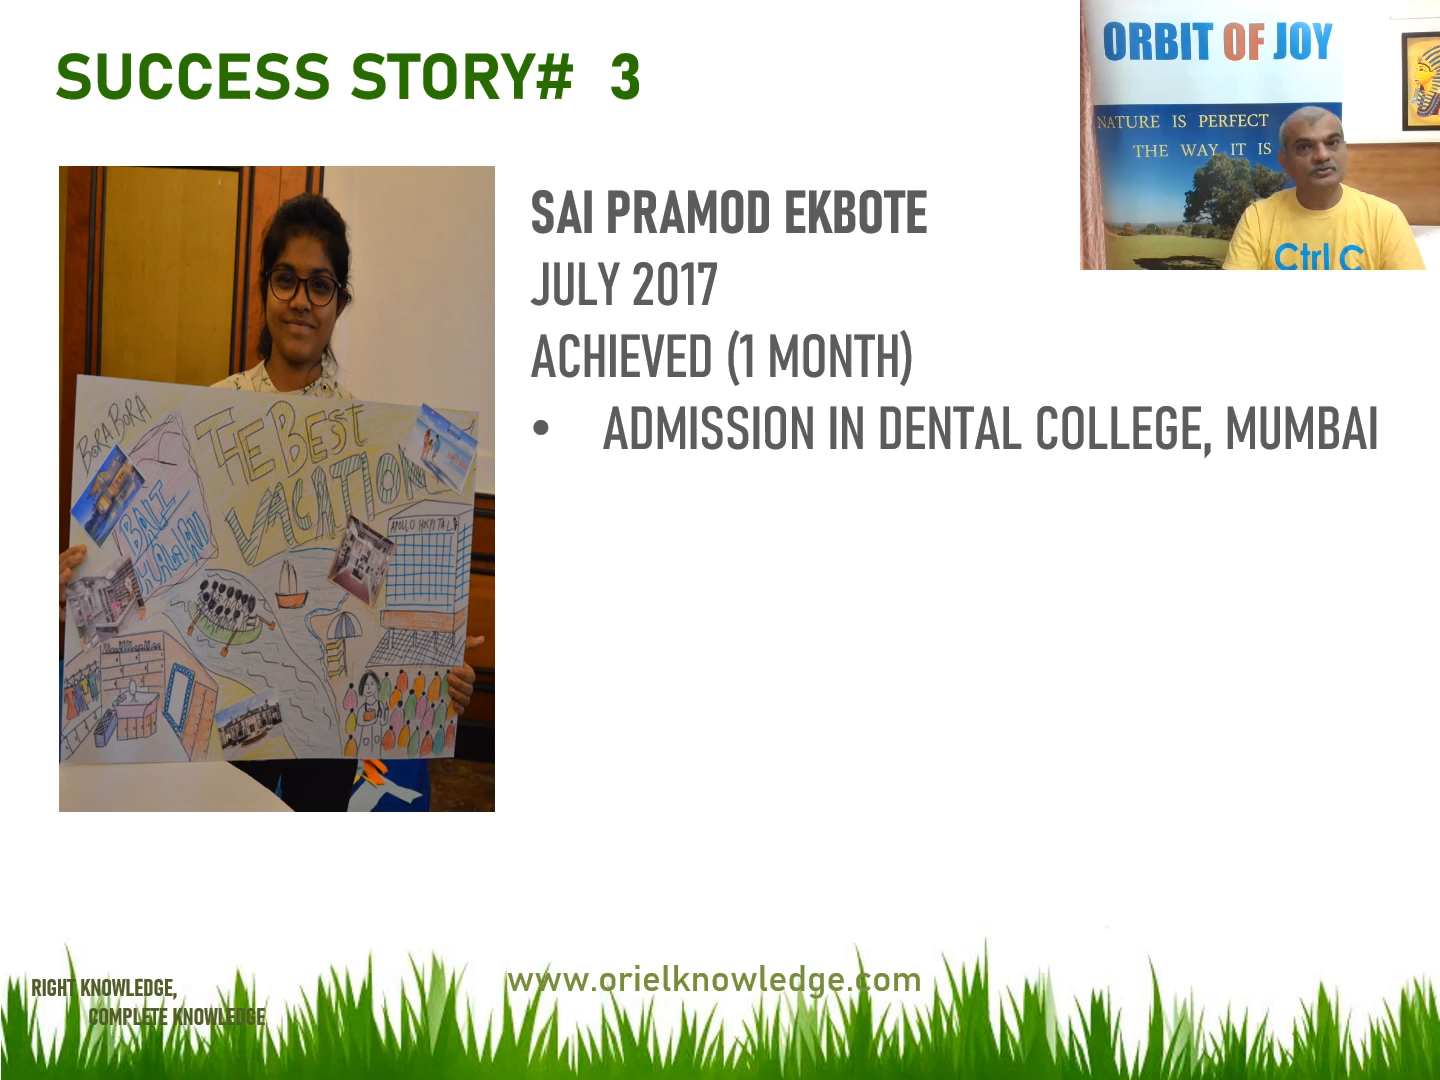 SUCCESS STORY# 3
ORBIT OF JOY
NATURE IS PERFECT
THE WAY IT IS
Ctrl C
SAI PRAMOD EKBOTE
JULY 2017
ACHIEVED (1 MONTH)
• ADMISSION IN DENTAL COLLEGE, MUMBAI
BORA BORA
THE BEST
VACATION
BALI
APOLLO HOSPITAL
www.orielknowledge.com
RIGHT KNOWLEDGE,
COMPLETE KNOWLEDGE